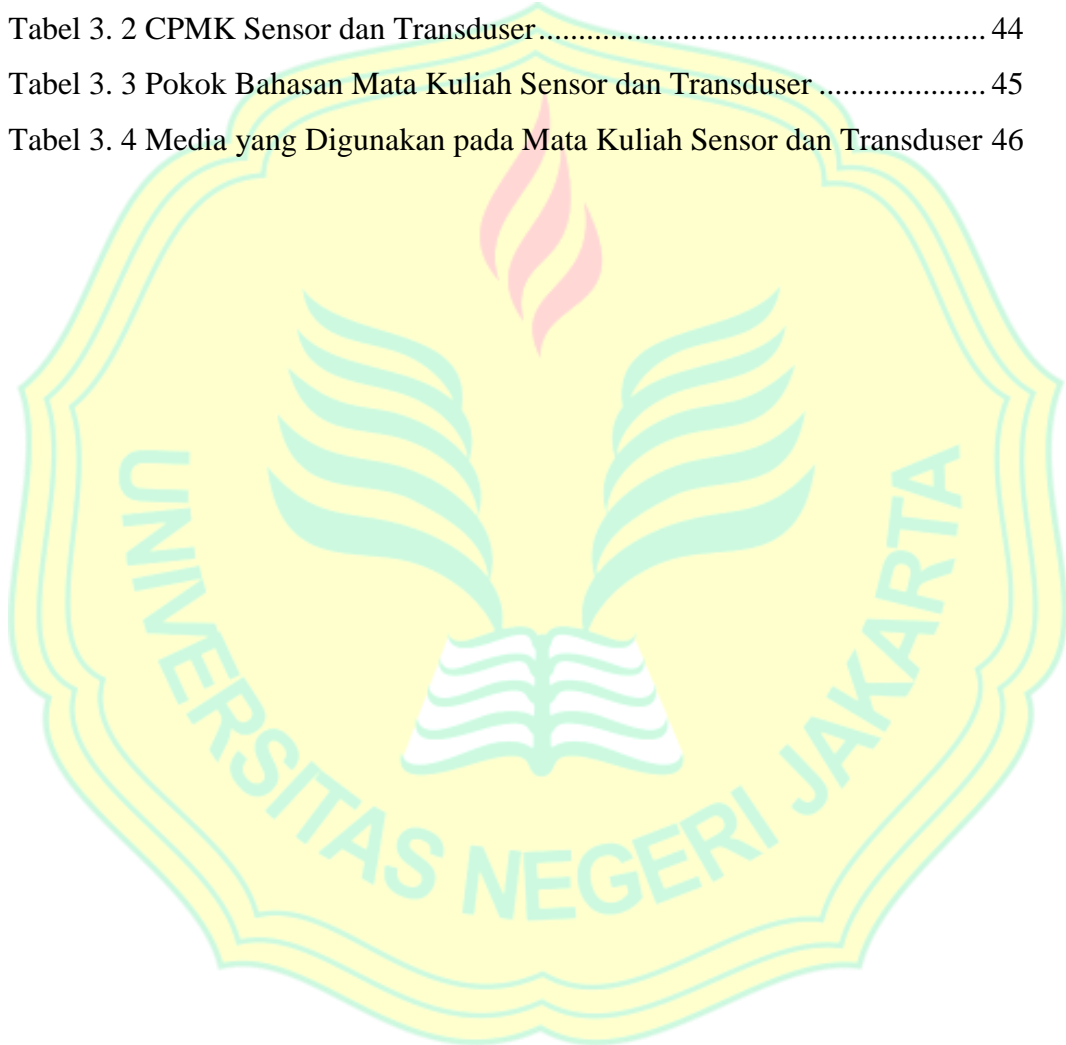 Tabel 3. 2 CPMK Sensor dan Transduser........................................................ 44
Tabel 3. 3 Pokok Bahasan Mata Kuliah Sensor dan Transduser ..................... 45
Tabel 3. 4 Media yang Digunakan pada Mata Kuliah Sensor dan Transduser 46
UNIVERSITAS NEGERI JAKARTA